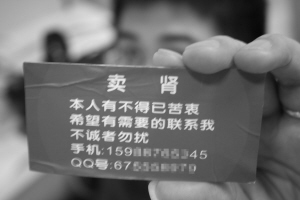 卖 肾
本人有不得已苦衷
希望有需要的联系我
不诚者勿扰
手机:159
QQ号:67